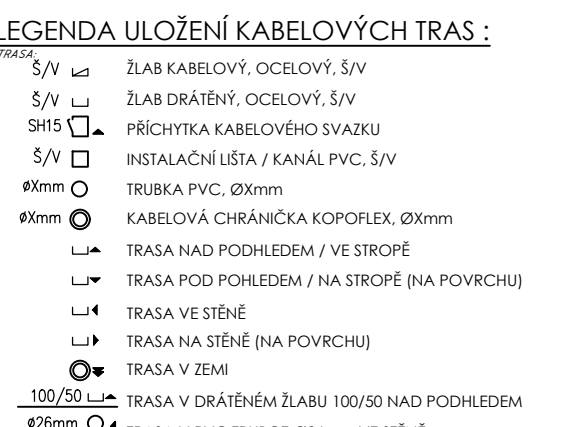 LEGENDA ULOŽENÍ KABELOVÝCH TRAS :
TRASA:
Š/V ŽLAB KABELOVÝ, OCELOVÝ, Š/V
Š/V ŽLAB DRÁTĚNÝ, OCELOVÝ, Š/V
SH15 PŘÍCHYTKA KABELOVÉHO SVAZKU
Š/V INSTALAČNÍ LIŠTA / KANÁL PVC, Š/V
øXmm TRUBKA PVC, ØXmm
øXmm KABELOVÁ CHRÁNIČKA KOPOFLEX, ØXmm
TRASA NAD PODHLEDEM / VE STROPĚ
TRASA POD POHLEDEM / NA STROPĚ (NA POVRCHU)
TRASA VE STĚNĚ
TRASA NA STĚNĚ (NA POVRCHU)
TRASA V ZEMI
100/50 TRASA V DRÁTĚNÉM ŽLABU 100/50 NAD PODHLEDEM
ø26mm TRASA VE STĚNĚ